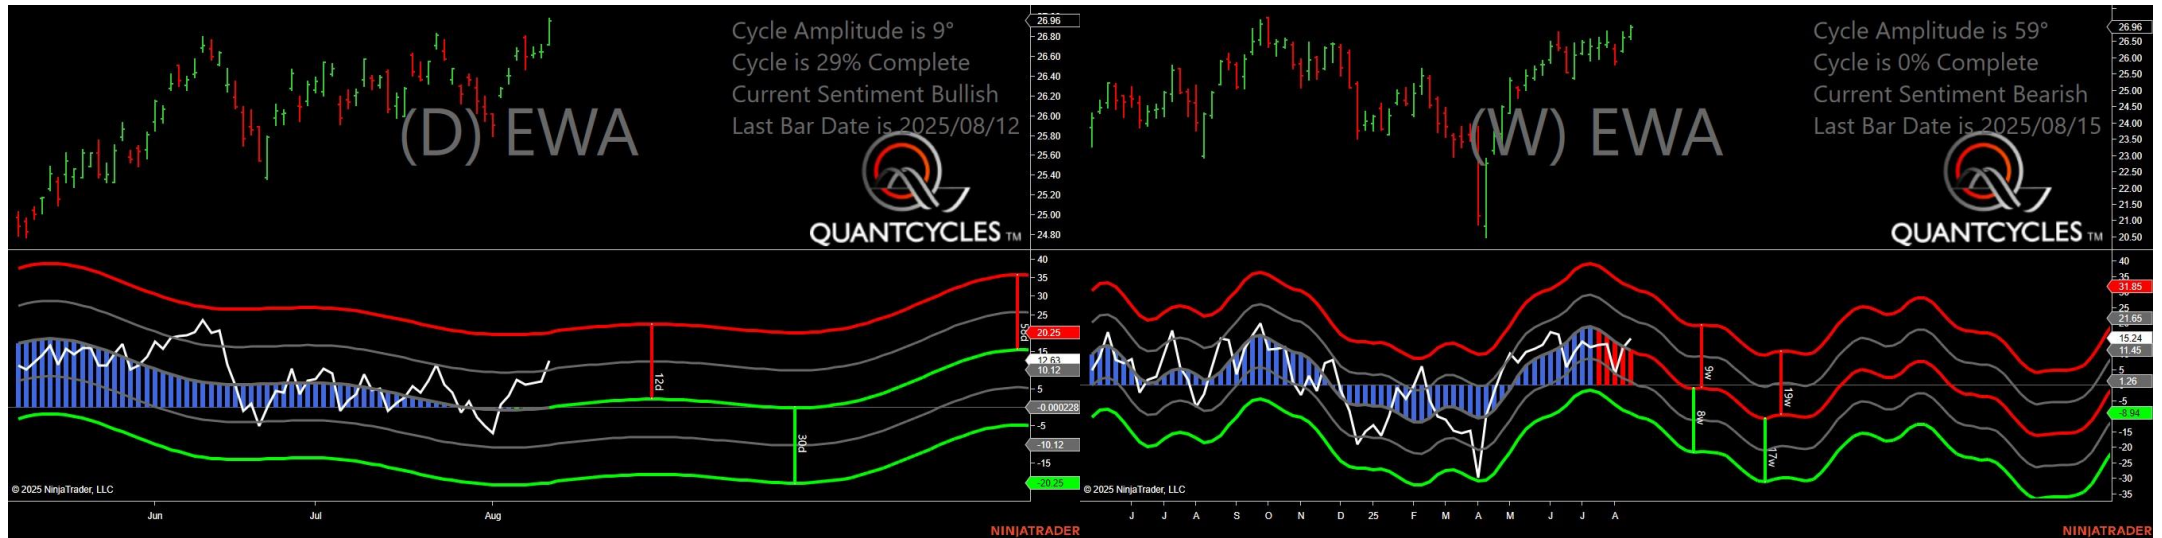 Cycle Amplitude is 9°
Cycle is 29% Complete
Current Sentiment Bullish
Last Bar Date is 2025/08/12
(D) EWA
QUANTCYCLES TM
26.96
26.80
26.60
26.40
26.20
26.00
25.80
25.60
25.40
25.20
25.00
24.80
40
35
30
25
20.25
15
12.63
10.12
5
-0.000228
-5
-10.12
-15
-20.25
12d
30d
58d
© 2025 NinjaTrader, LLC
Jun Jul Aug
NINJATRADER
Cycle Amplitude is 59°
Cycle is 0% Complete
Current Sentiment Bearish
Last Bar Date is 2025/08/15
(W) EWA
QUANTCYCLES TM
26.96
26.50
26.00
25.50
25.00
24.50
24.00
23.50
23.00
22.50
22.00
21.50
21.00
20.50
40
35
31.85
25
21.65
15.24
11.45
5
1.26
-5
-8.94
-15
-20
-25
-30
-35
9w
19w
8w
17w
© 2025 NinjaTrader, LLC
J J A S O N D 25 F M A M J J A
NINJATRADER